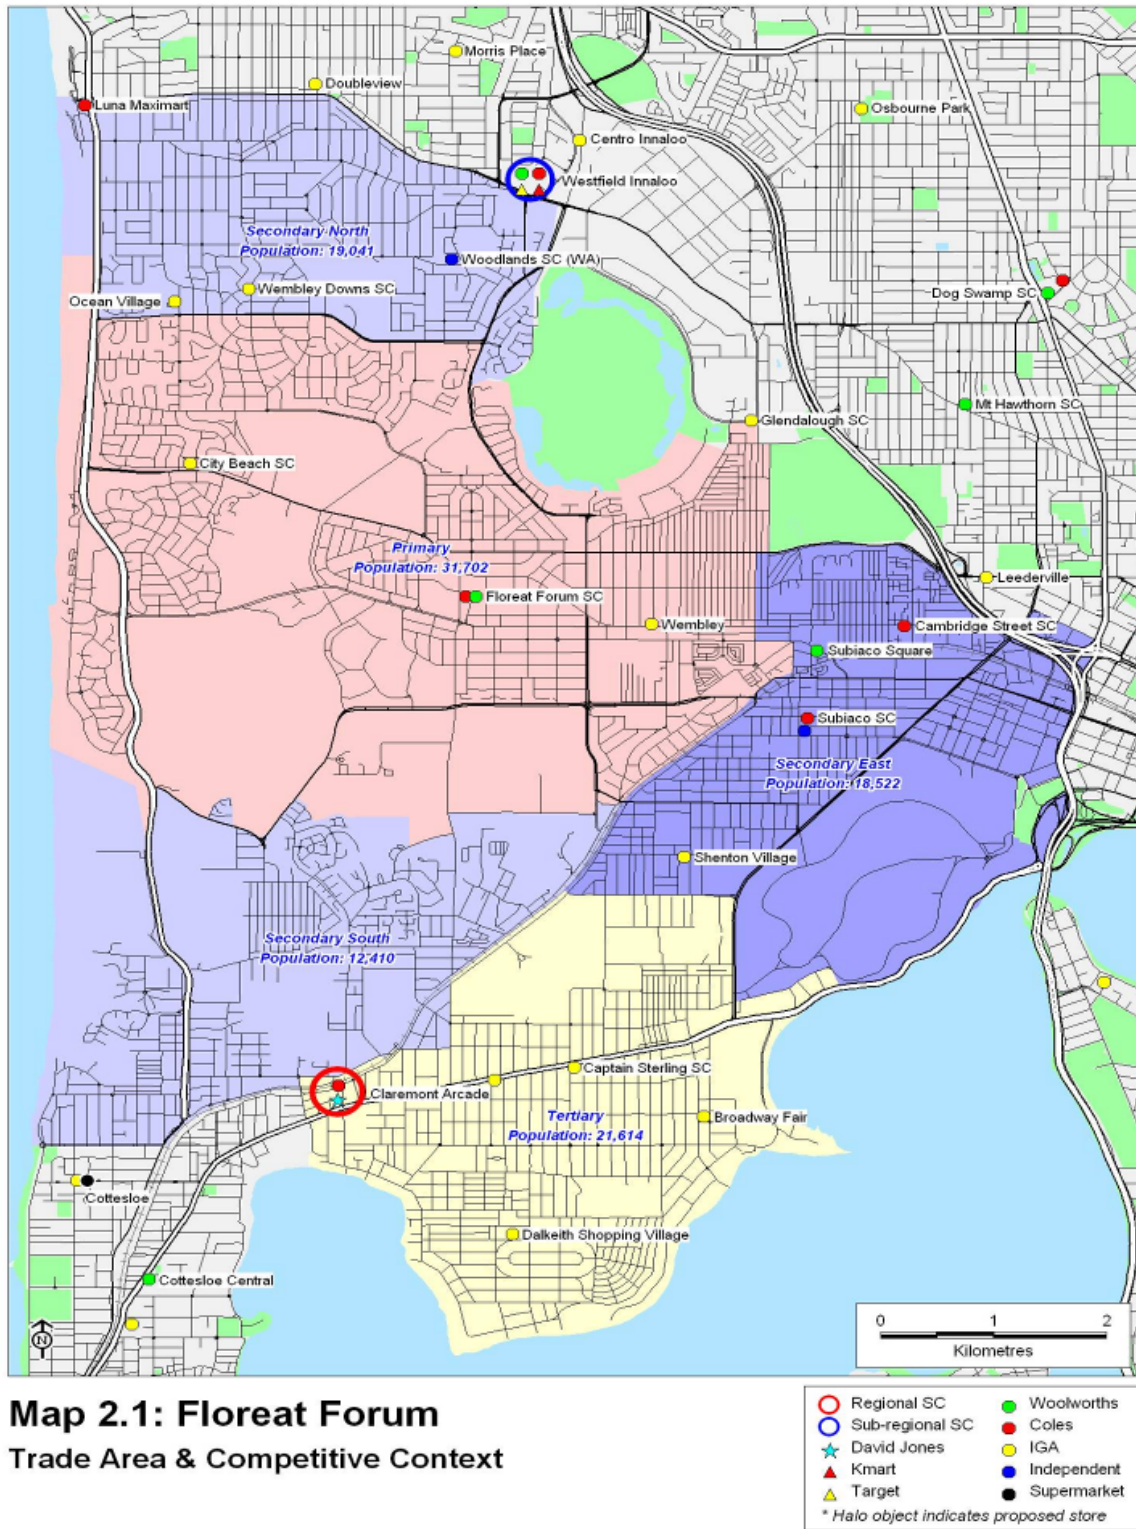 Morris Place
Doubleview
Luna Maximart
Osbourne Park
Centro Innaloo
Westfield Innaloo
Secondary North
Population: 19,041
Woodlands SC (WA)
Wembley Downs SC
Ocean Village
Dog Swamp SC
Mt Hawthorn SC
Glendalough SC
City Beach SC
Primary
Population: 31,702
Leederville
Floreat Forum SC
Wembley
Cambridge Street SC
Subiaco Square
Subiaco SC
Secondary East
Population: 18,522
Shenton Village
Secondary South
Population: 12,410
Captain Sterling SC
Claremont Arcade
Tertiary
Population: 21,614
Broadway Fair
Cottesloe
Dalkeith Shopping Village
Cottesloe Central
N
0 1 2
Kilometres
Map 2.1: Floreat Forum
Trade Area & Competitive Context
Regional SC
Sub-regional SC
David Jones
Kmart
Target
Woolworths
Coles
IGA
Independent
Supermarket
* Halo object indicates proposed store